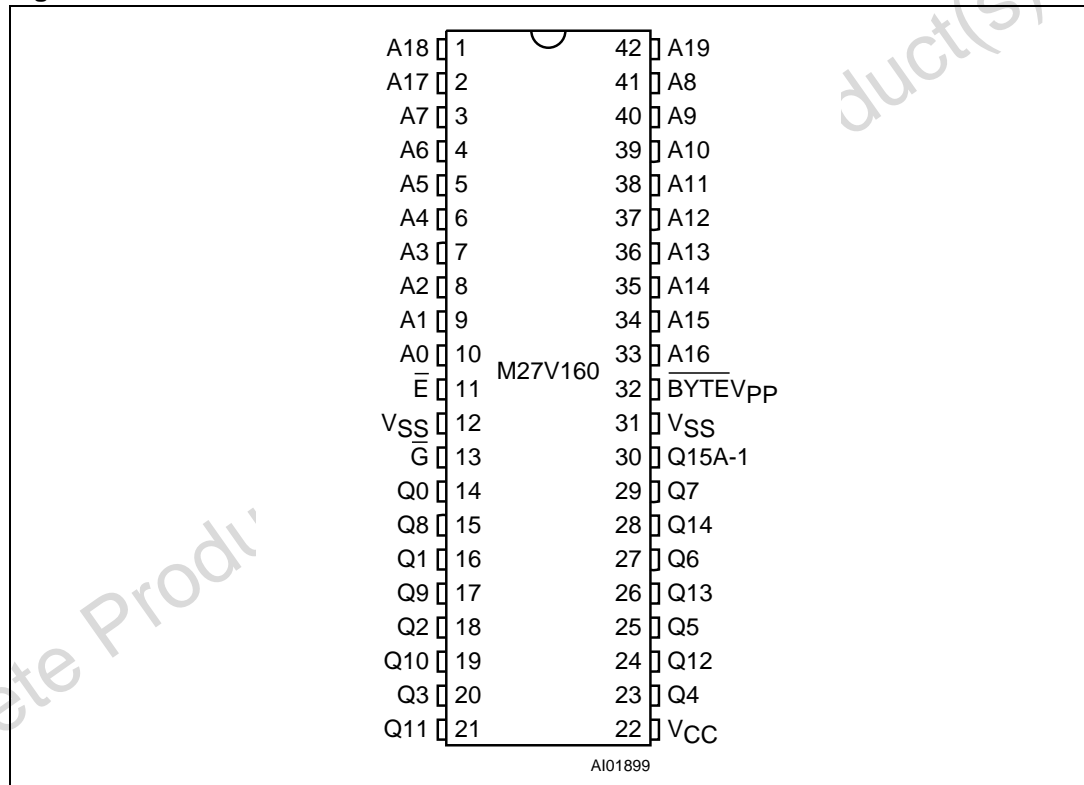 A18 1 42 A19
A17 2 41 A8
A7 3 40 A9
A6 4 39 A10
A5 5 38 A11
A4 6 37 A12
A3 7 36 A13
A2 8 35 A14
A1 9 34 A15
A0 10 33 A16
M27V160
E̅ 11 32 B̅Y̅T̅E̅VPP
VSS 12 31 VSS
G̅ 13 30 Q15A-1
Q0 14 29 Q7
Q8 15 28 Q14
Q1 16 27 Q6
Q9 17 26 Q13
Q2 18 25 Q5
Q10 19 24 Q12
Q3 20 23 Q4
Q11 21 22 VCC
AI01899
duct(s)
ete Produ